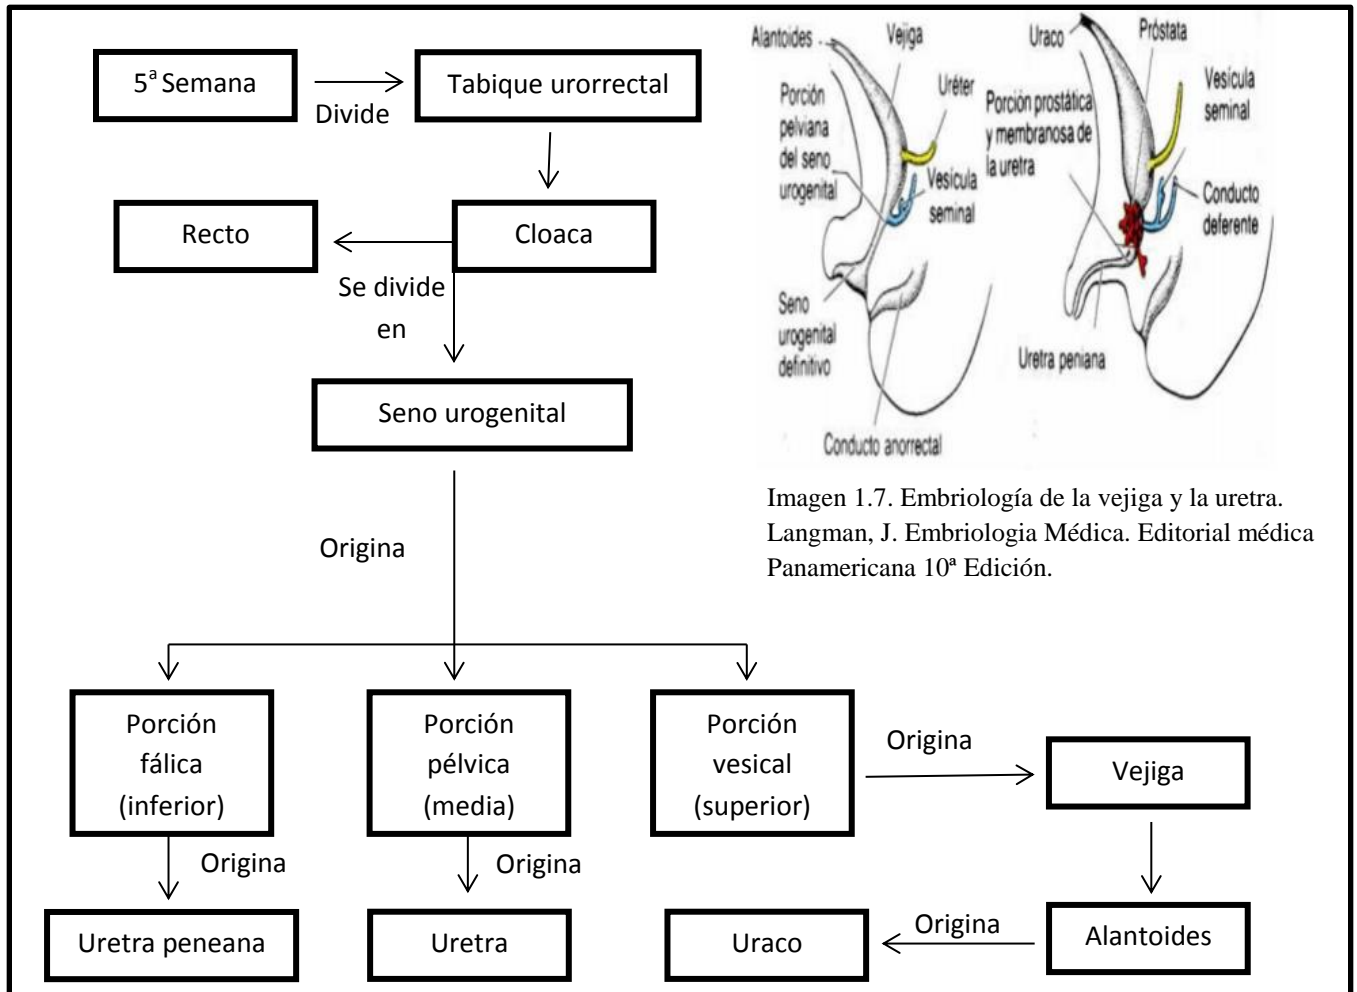 5ª Semana
Divide
Tabique urorrectal
Recto
Cloaca
Se divide
en
Seno urogenital
Origina
Porción
fálica
(inferior)
Porción
pélvica
(media)
Porción
vesical
(superior)
Origina
Vejiga
Origina
Origina
Uretra peneana
Uretra
Uraco
Origina
Alantoides
Alantoides
Vejiga
Uréter
Porción
pelviana
del seno
urogenital
Vesícula
seminal
Seno
urogenital
definitivo
Conducto anorrectal
Uraco
Próstata
Vesícula
seminal
Porción prostática
y membranosa de
la uretra
Conducto
deferente
Uretra peniana
Imagen 1.7. Embriología de la vejiga y la uretra.
Langman, J. Embriologia Médica. Editorial médica
Panamericana 10ª Edición.